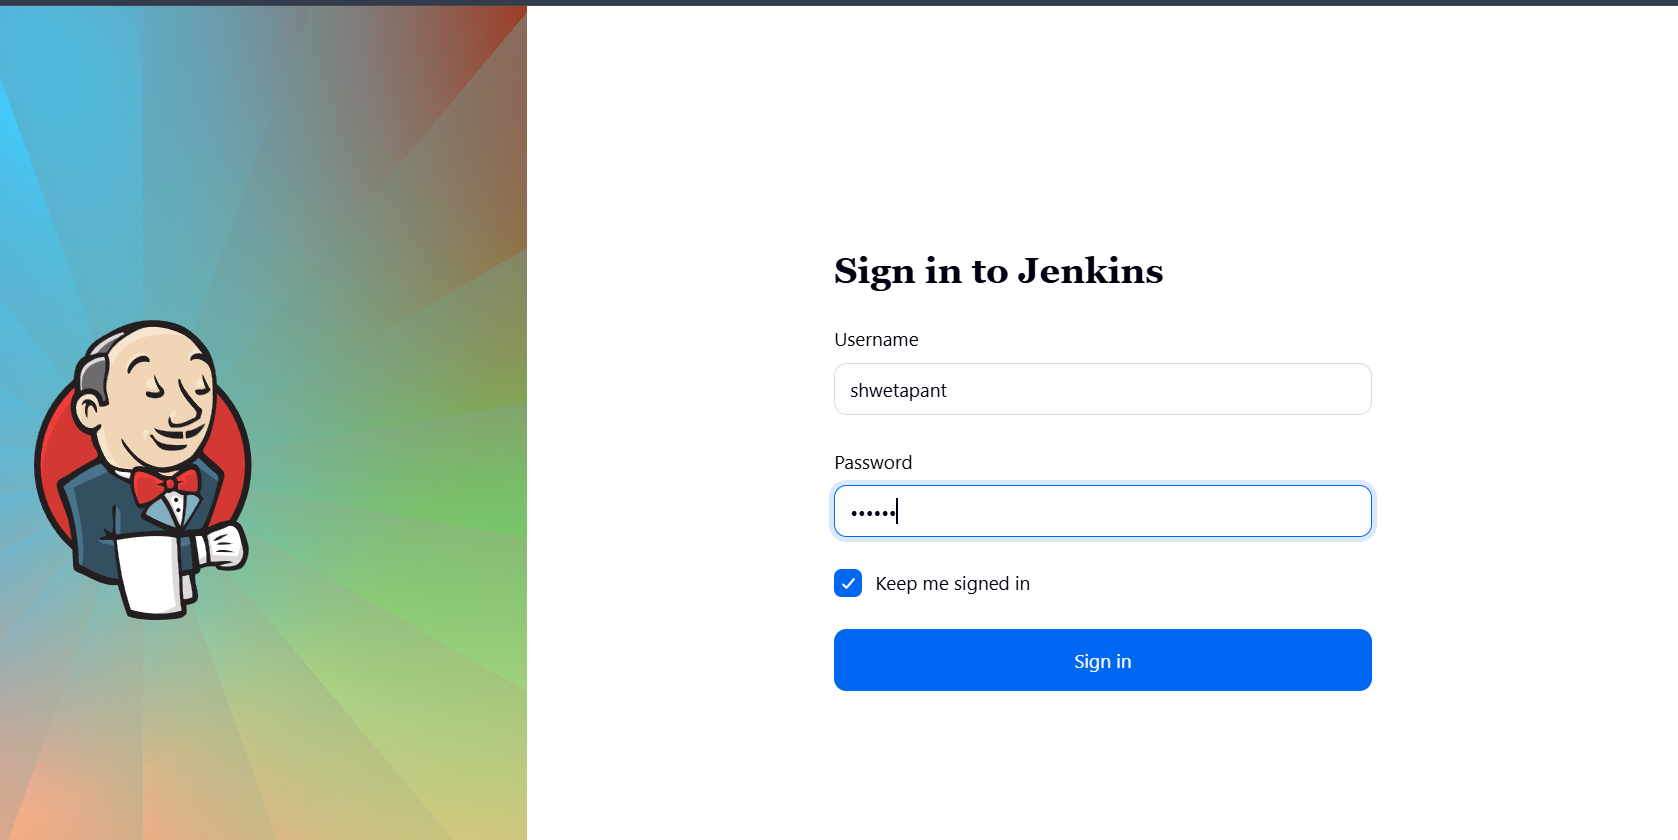 Sign in to Jenkins
Username
shwetapant
Password
••••••
Keep me signed in
Sign in